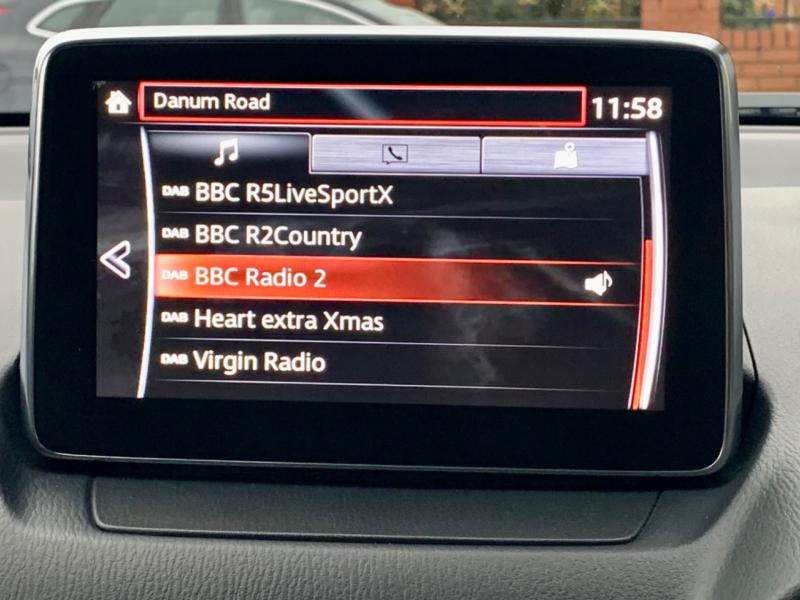 Danum Road 11:58
DAB BBC R5LiveSportX
DAB BBC R2Country
DAB BBC Radio 2
DAB Heart extra Xmas
DAB Virgin Radio